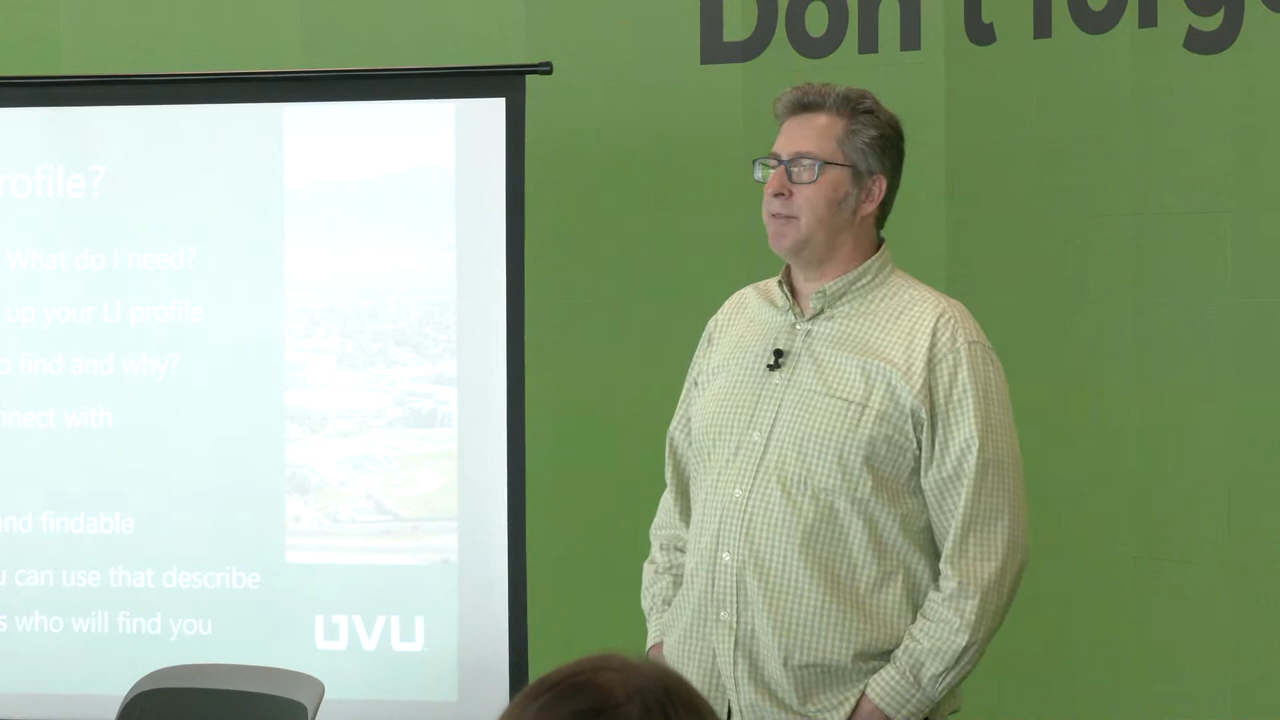 Don't forg
rofile?
What do I need?
up your LI profile
o find and why?
nnect with
nd findable
u can use that describe
s who will find you
UVU